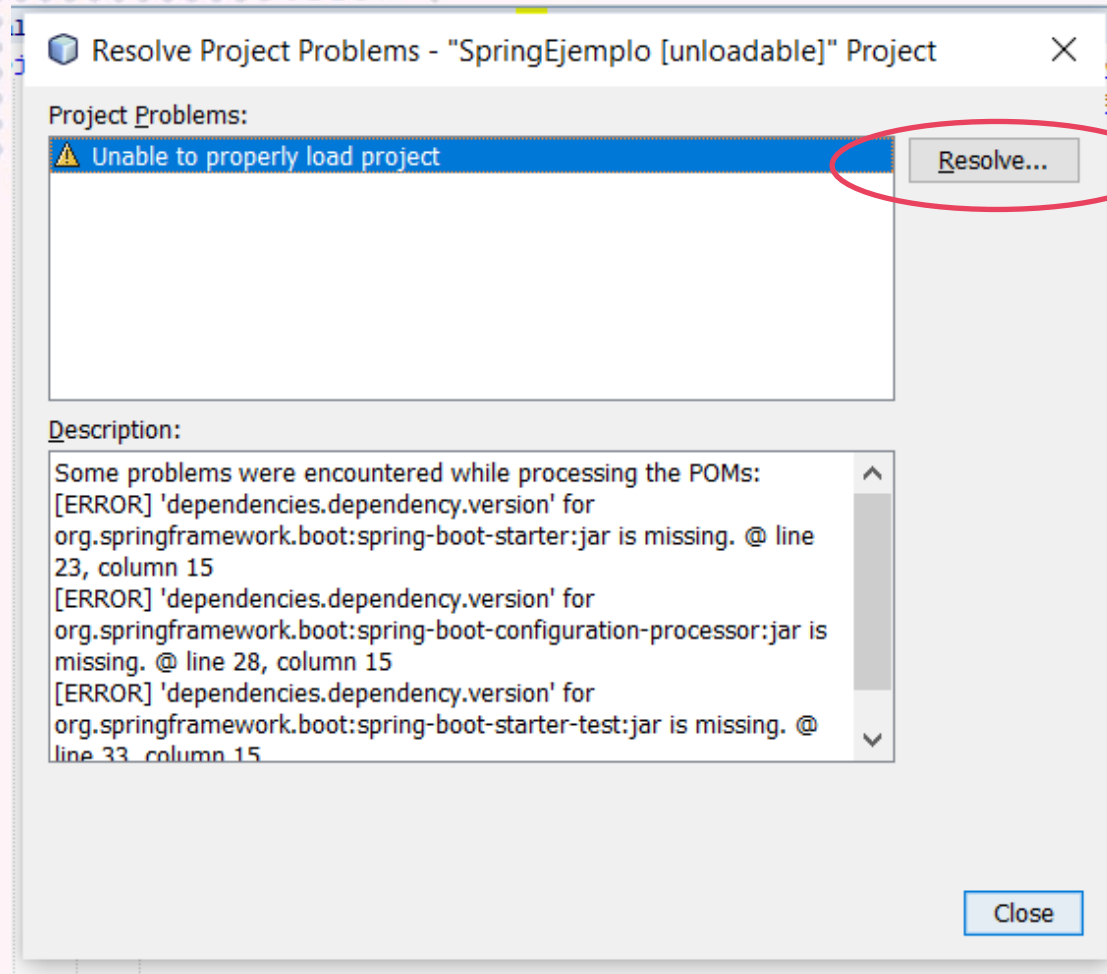 Resolve Project Problems - "SpringEjemplo [unloadable]" Project
Project Problems:
Unable to properly load project
Resolve...
Description:
Some problems were encountered while processing the POMs:
[ERROR] 'dependencies.dependency.version' for
org.springframework.boot:spring-boot-starter:jar is missing. @ line
23, column 15
[ERROR] 'dependencies.dependency.version' for
org.springframework.boot:spring-boot-configuration-processor:jar is
missing. @ line 28, column 15
[ERROR] 'dependencies.dependency.version' for
org.springframework.boot:spring-boot-starter-test:jar is missing. @
line 33, column 15
Close